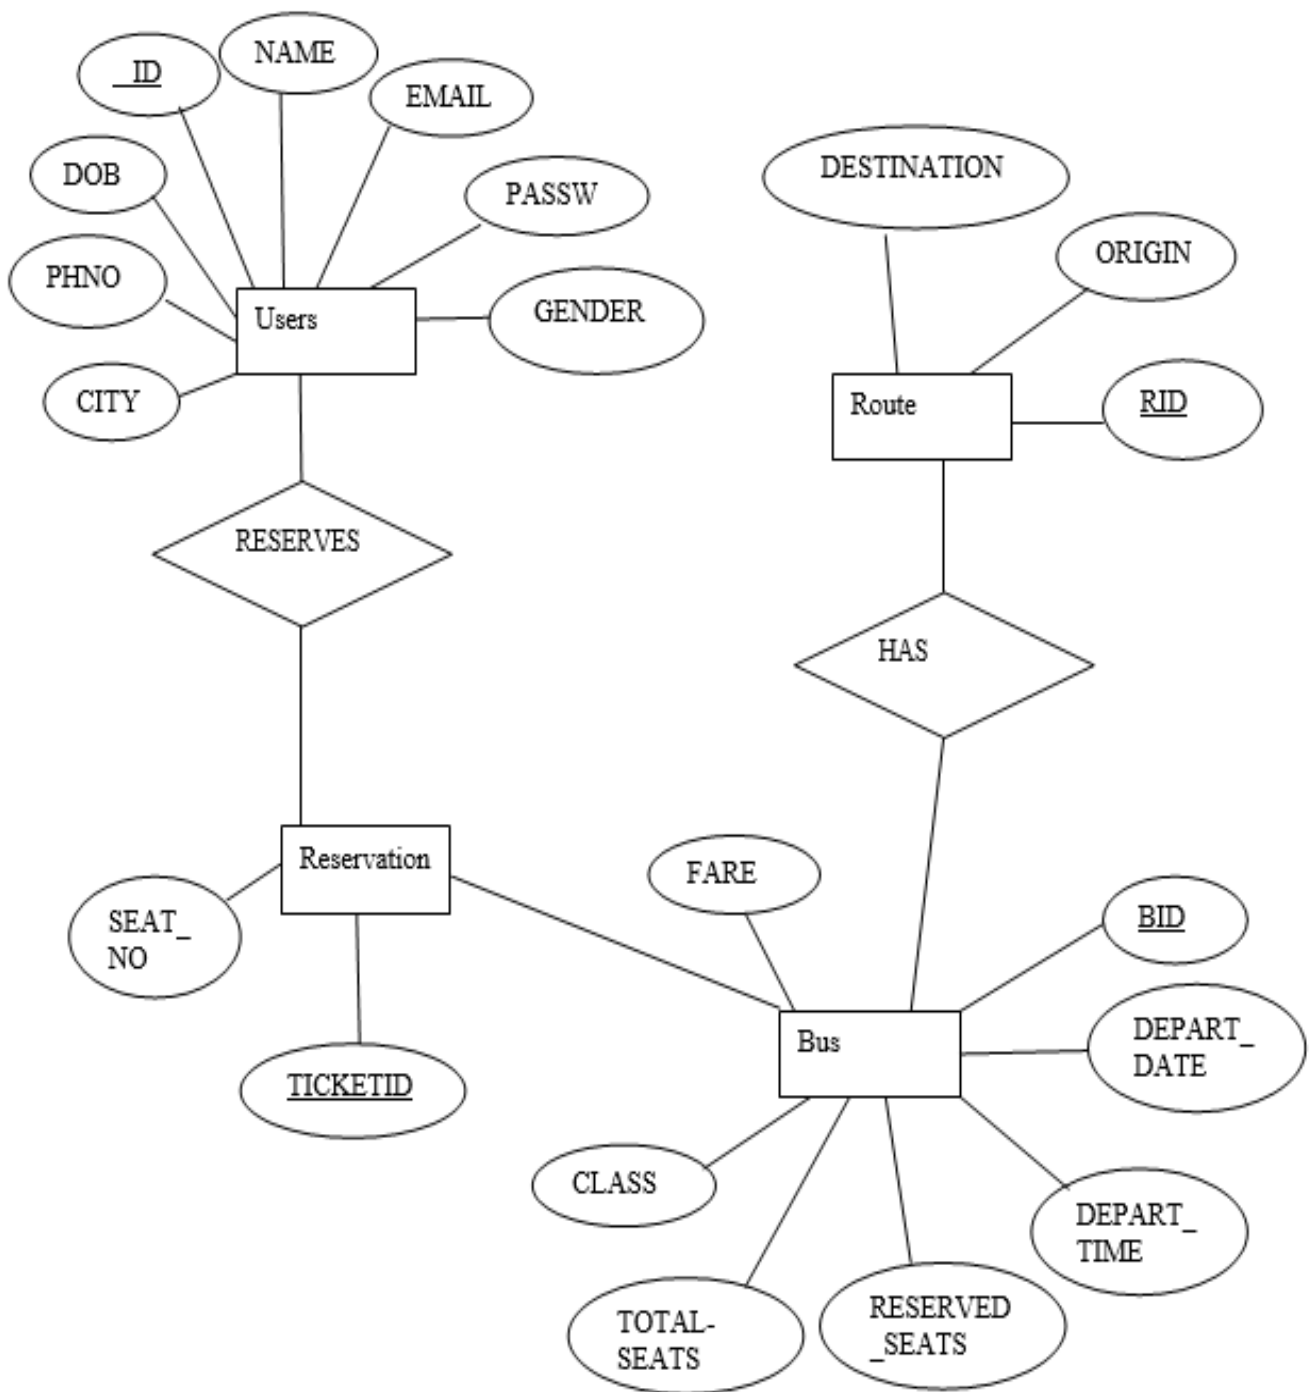 NAME
_ID
EMAIL
DOB
PASSW
PHNO
GENDER
Users
CITY
DESTINATION
ORIGIN
Route
RID
RESERVES
HAS
Reservation
SEAT_
NO
TICKETID
FARE
BID
Bus
DEPART_
DATE
CLASS
DEPART_
TIME
TOTAL-
SEATS
RESERVED
_SEATS